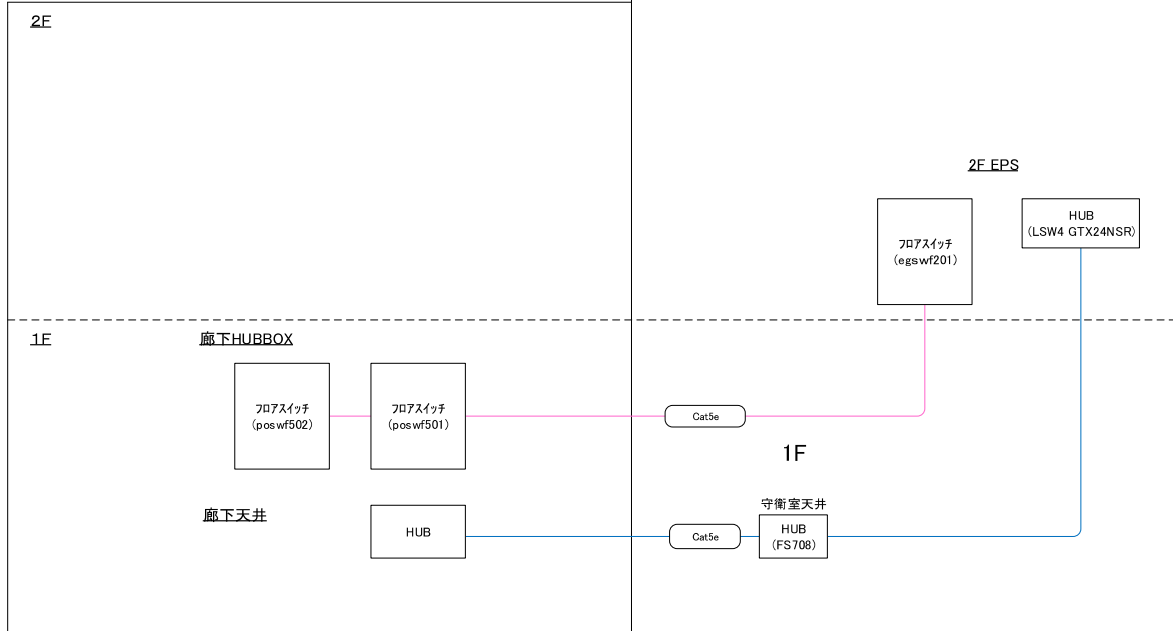 2F
2F EPS
フロアスイッチ
(egswf201)
HUB
(LSW4 GTX24NSR)
1F
廊下HUBBOX
フロアスイッチ
(poswf502)
フロアスイッチ
(poswf501)
Cat5e
1F
廊下天井
HUB
Cat5e
守衛室天井
HUB
(FS708)